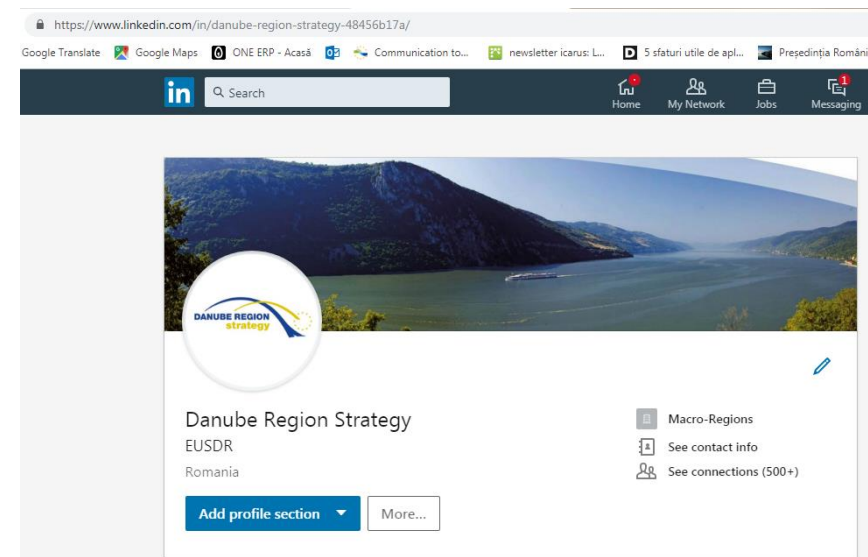 https://www.linkedin.com/in/danube-region-strategy-48456b17a/
Google Translate Google Maps ONE ERP - Acasă Communication to... newsletter icarus: L... D 5 sfaturi utile de apl... Președinția Români
in Search Home My Network Jobs 1 Messaging
DANUBE REGION
strategy
Danube Region Strategy
EUSDR
Romania
Macro-Regions
See contact info
See connections (500+)
Add profile section More...